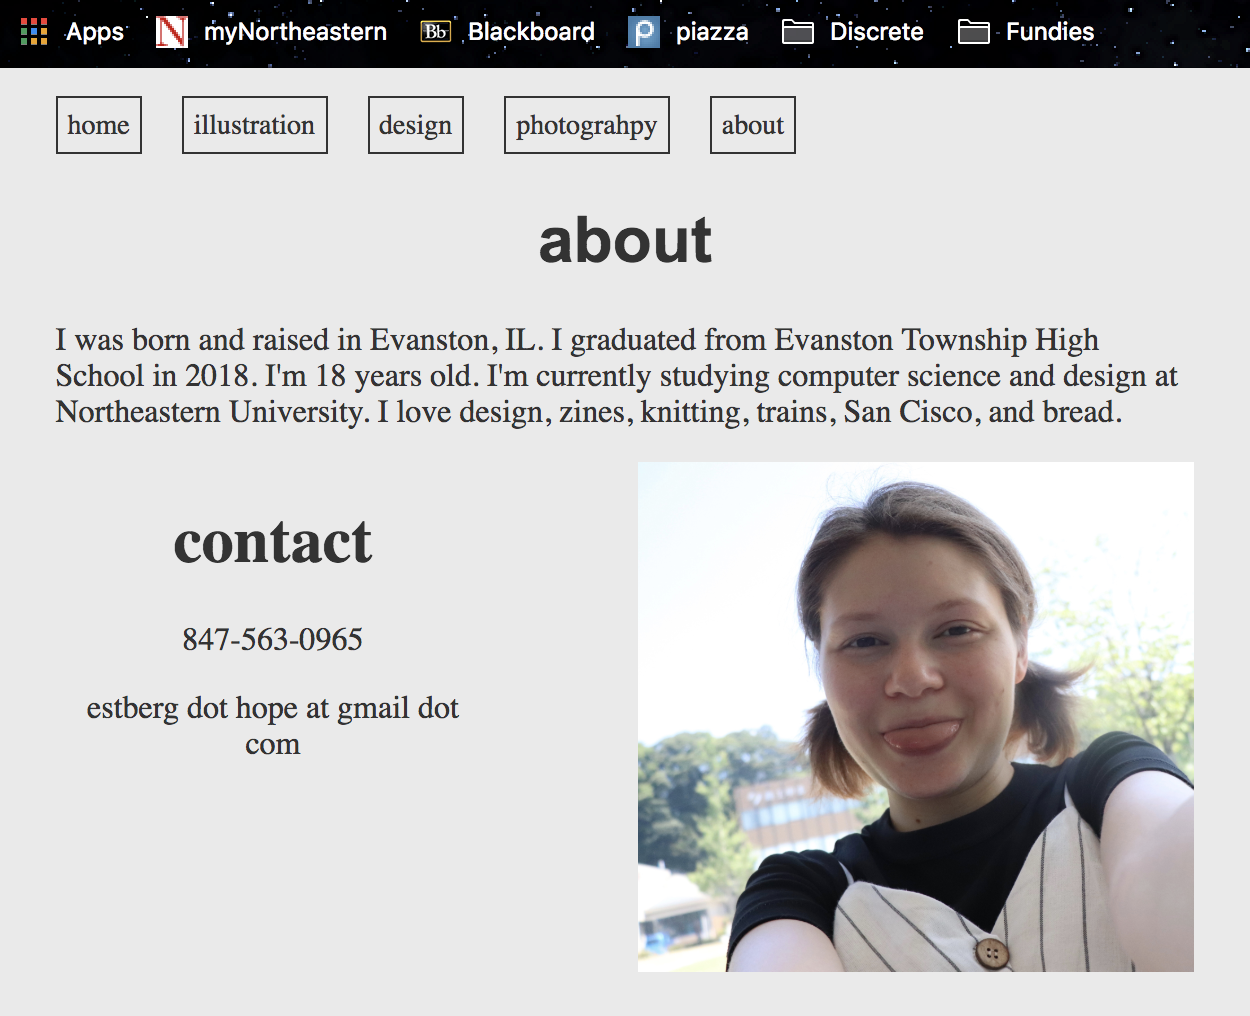 Apps myNortheastern Bb Blackboard piazza Discrete Fundies
home illustration design photograhpy about
about
I was born and raised in Evanston, IL. I graduated from Evanston Township High
School in 2018. I'm 18 years old. I'm currently studying computer science and design at
Northeastern University. I love design, zines, knitting, trains, San Cisco, and bread.
contact
847-563-0965
estberg dot hope at gmail dot
com